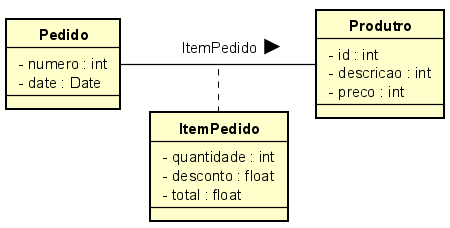 Pedido
- numero : int
- date : Date
ItemPedido
Produtro
- id : int
- descricao : int
- preco : int
ItemPedido
- quantidade : int
- desconto : float
- total : float